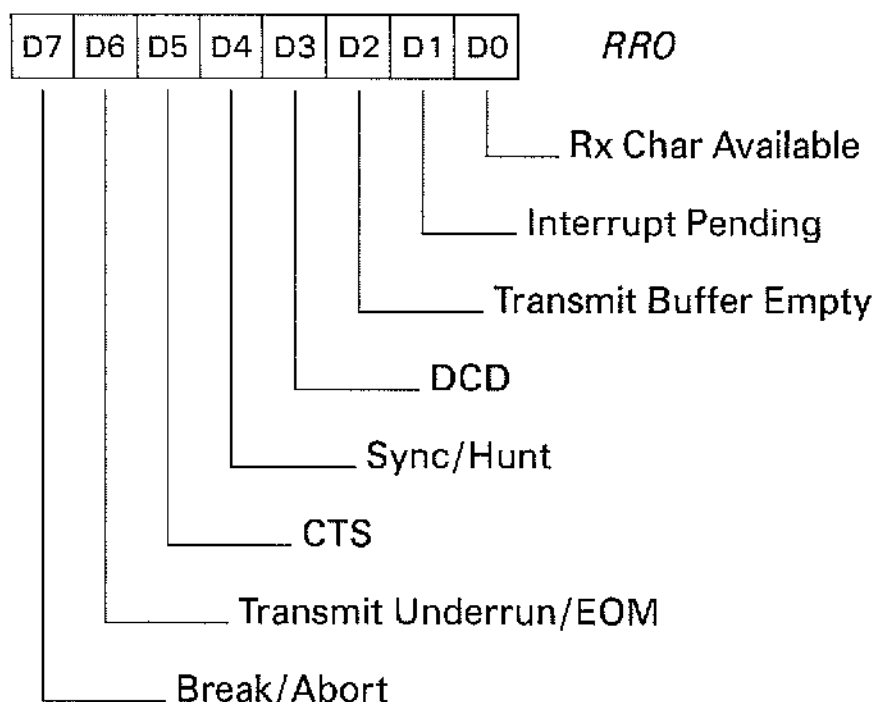 D7 D6 D5 D4 D3 D2 D1 D0 RRO
Rx Char Available
Interrupt Pending
Transmit Buffer Empty
DCD
Sync/Hunt
CTS
Transmit Underrun/EOM
Break/Abort